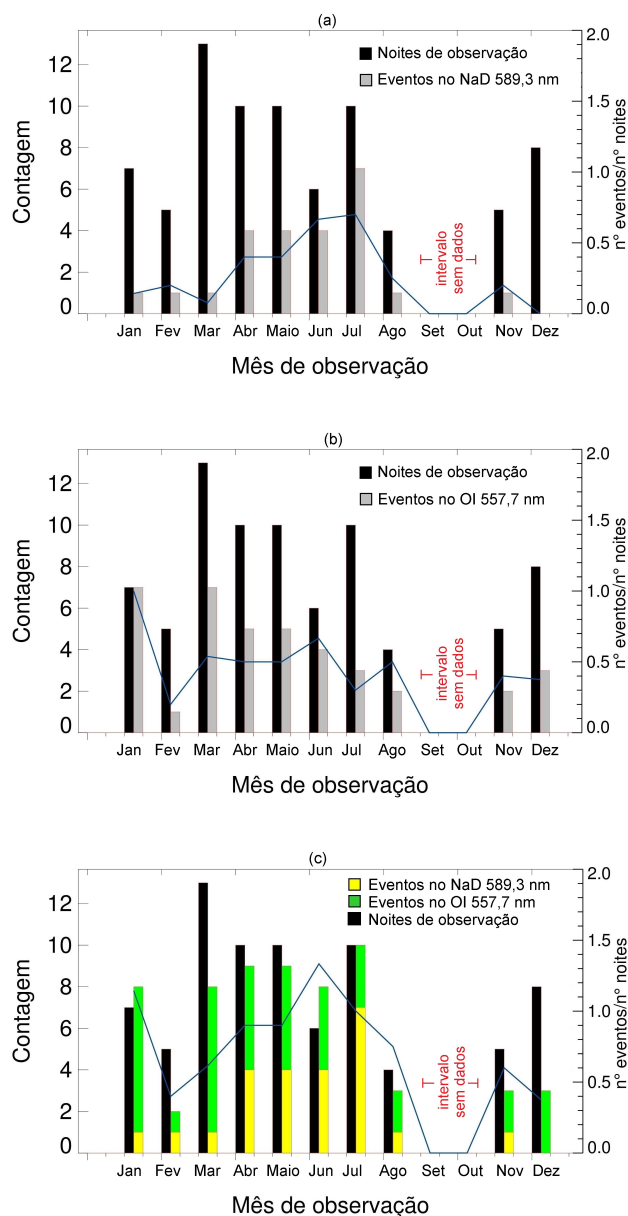 (a)
Noites de observação
Eventos no NaD 589,3 nm
Contagem
12
10
8
6
4
2
0
2.0
1.5
1.0
0.5
0.0
n° eventos/n° noites
intervalo
sem dados
Jan Fev Mar Abr Maio Jun Jul Ago Set Out Nov Dez
Mês de observação
(b)
Noites de observação
Eventos no OI 557,7 nm
Contagem
12
10
8
6
4
2
0
2.0
1.5
1.0
0.5
0.0
n° eventos/n° noites
intervalo
sem dados
Jan Fev Mar Abr Maio Jun Jul Ago Set Out Nov Dez
Mês de observação
(c)
Eventos no NaD 589,3 nm
Eventos no OI 557,7 nm
Noites de observação
Contagem
12
10
8
6
4
2
0
2.0
1.5
1.0
0.5
0.0
n° eventos/n° noites
intervalo
sem dados
Jan Fev Mar Abr Maio Jun Jul Ago Set Out Nov Dez
Mês de observação